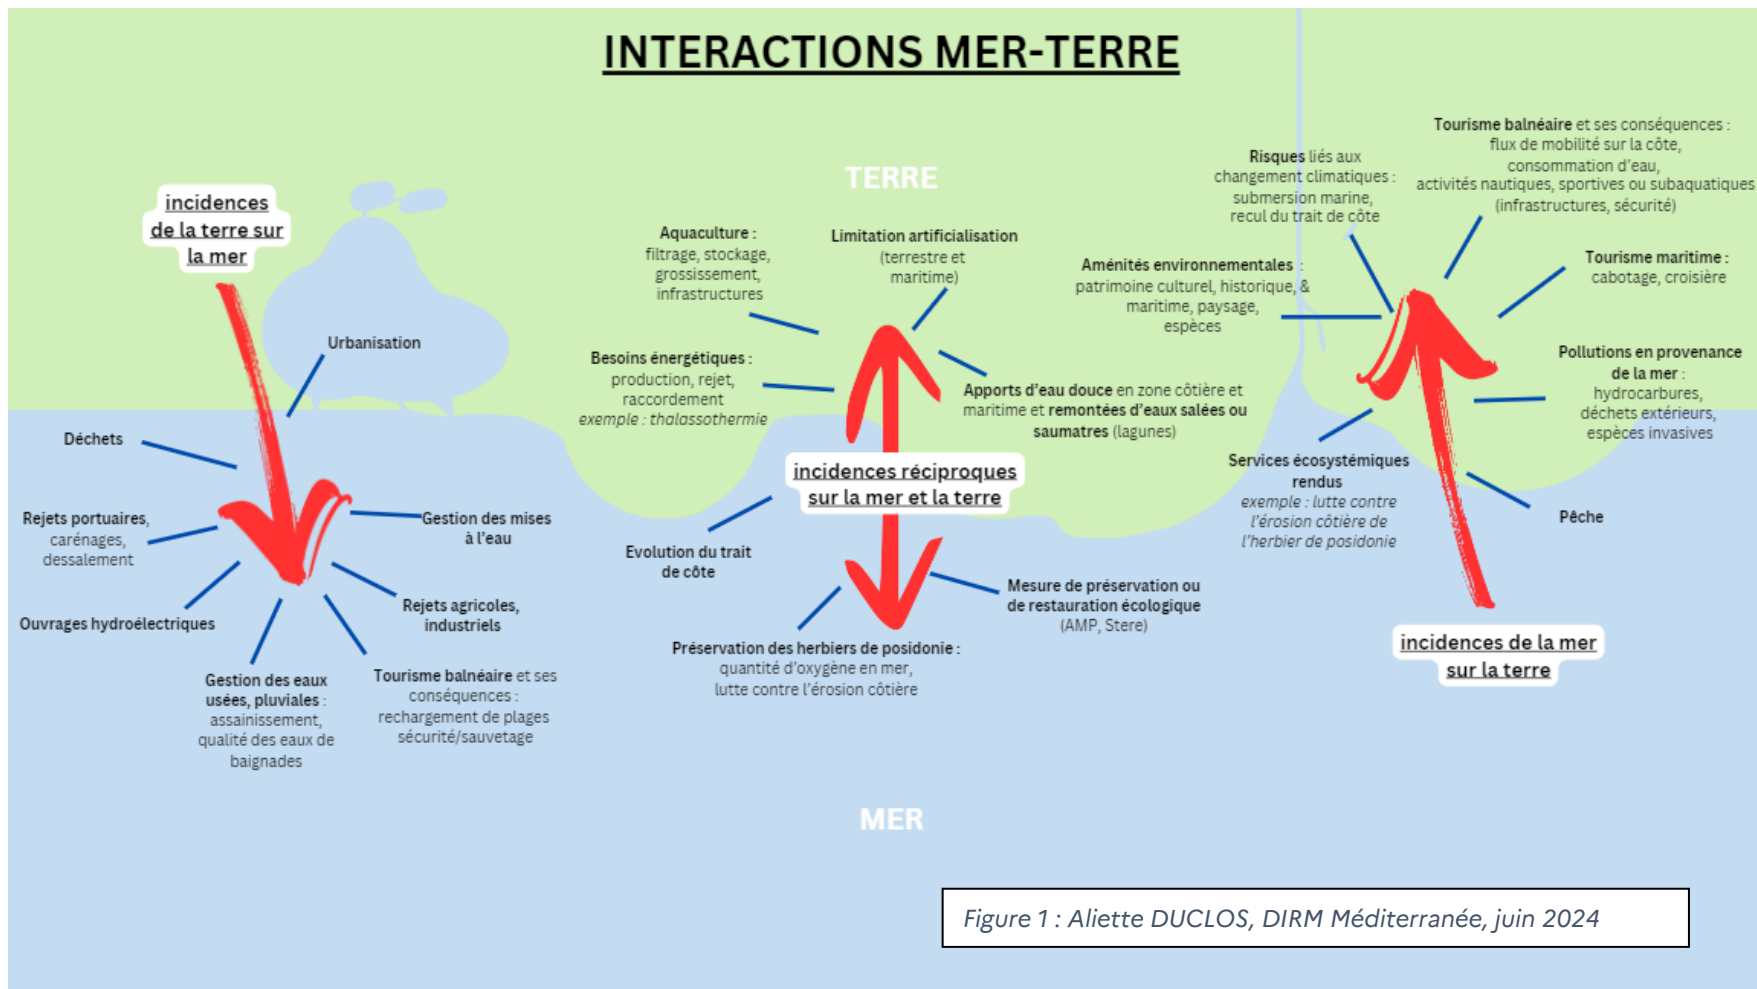 INTERACTIONS MER-TERRE
TERRE
incidences
de la terre sur
la mer
Urbanisation
Déchets
Rejets portuaires,
carénages,
dessalement
Ouvrages hydroélectriques
Gestion des eaux
usées, pluviales :
assainissement,
qualité des eaux de
baignades
Tourisme balnéaire et ses
conséquences :
rechargement de plages
sécurité/sauvetage
Rejets agricoles,
industriels
Gestion des mises
à l'eau
Aquaculture :
filtrage, stockage,
grossissement,
infrastructures
Limitation artificialisation
(terrestre et
maritime)
Besoins énergétiques :
production, rejet,
raccordement
exemple : thalassothermie
Apports d'eau douce en zone côtière et
maritime et remontées d'eaux salées ou
saumatres (lagunes)
incidences réciproques
sur la mer et la terre
Evolution du trait
de côte
Mesure de préservation ou
de restauration écologique
(AMP, Stere)
Préservation des herbiers de posidonie :
quantité d'oxygène en mer,
lutte contre l'érosion côtière
Risques liés aux
changement climatiques :
submersion marine,
recul du trait de côte
Tourisme balnéaire et ses conséquences :
flux de mobilité sur la côte,
consommation d'eau,
activités nautiques, sportives ou subaquatiques
(infrastructures, sécurité)
Aménités environnementales :
patrimoine culturel, historique, &
maritime, paysage,
espèces
Tourisme maritime :
cabotage, croisière
Pollutions en provenance
de la mer :
hydrocarbures,
déchets extérieurs,
espèces invasives
Services écosystémiques
rendus
exemple : lutte contre
l'érosion côtière de
l'herbier de posidonie
Pêche
incidences de la mer
sur la terre
MER
Figure 1 : Aliette DUCLOS, DIRM Méditerranée, juin 2024